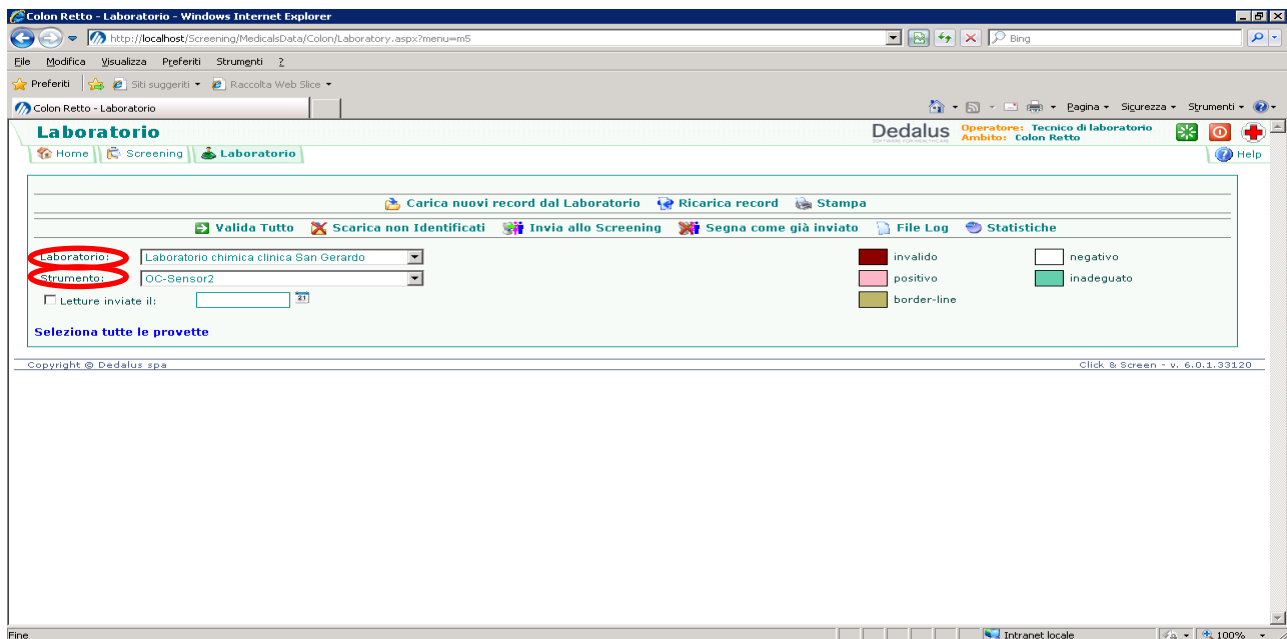 Colon Retto - Laboratorio - Windows Internet Explorer
http://localhost/Screening/MedicalsData/Colon/Laboratory.aspx?menu=m5
Bing
File Modifica Visualizza Preferiti Strumenti ?
Preferiti Siti suggeriti Raccolta Web Slice
Colon Retto - Laboratorio
Pagina Sicurezza Strumenti
Laboratorio
Dedalus
Operatore: Tecnico di laboratorio
Ambito: Colon Retto
Home Screening Laboratorio
Help
Carica nuovi record dal Laboratorio Ricarica record Stampa
Valida Tutto Scarica non Identificati Invia allo Screening Segna come già inviato File Log Statistiche
Laboratorio: Laboratorio chimica clinica San Gerardo
invalido negativo
Strumento: OC-Sensor2
positivo inadeguato
Letture inviate il: 21
border-line
Seleziona tutte le provette
Copyright © Dedalus spa
Click & Screen - v. 6.0.1.33120
Fine
Intranet locale
100%